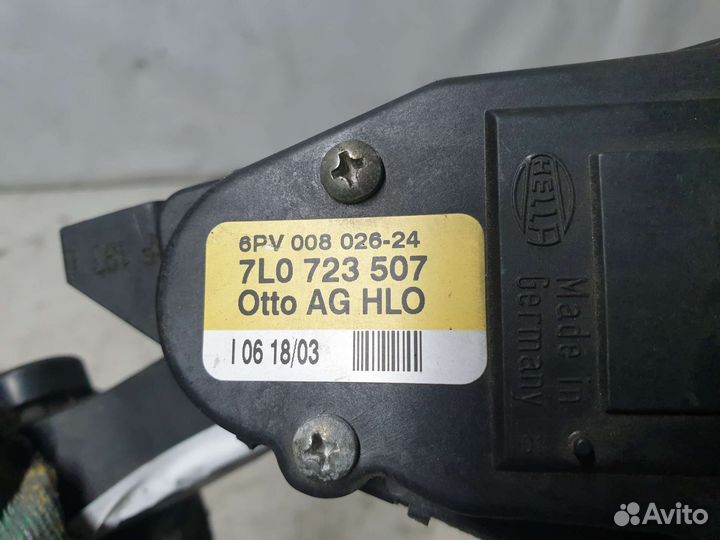 6PV 008 026-24
7L0 723 507
Otto AG HLO
I 06 18/03
HELLA
Made in
Germany
Avito